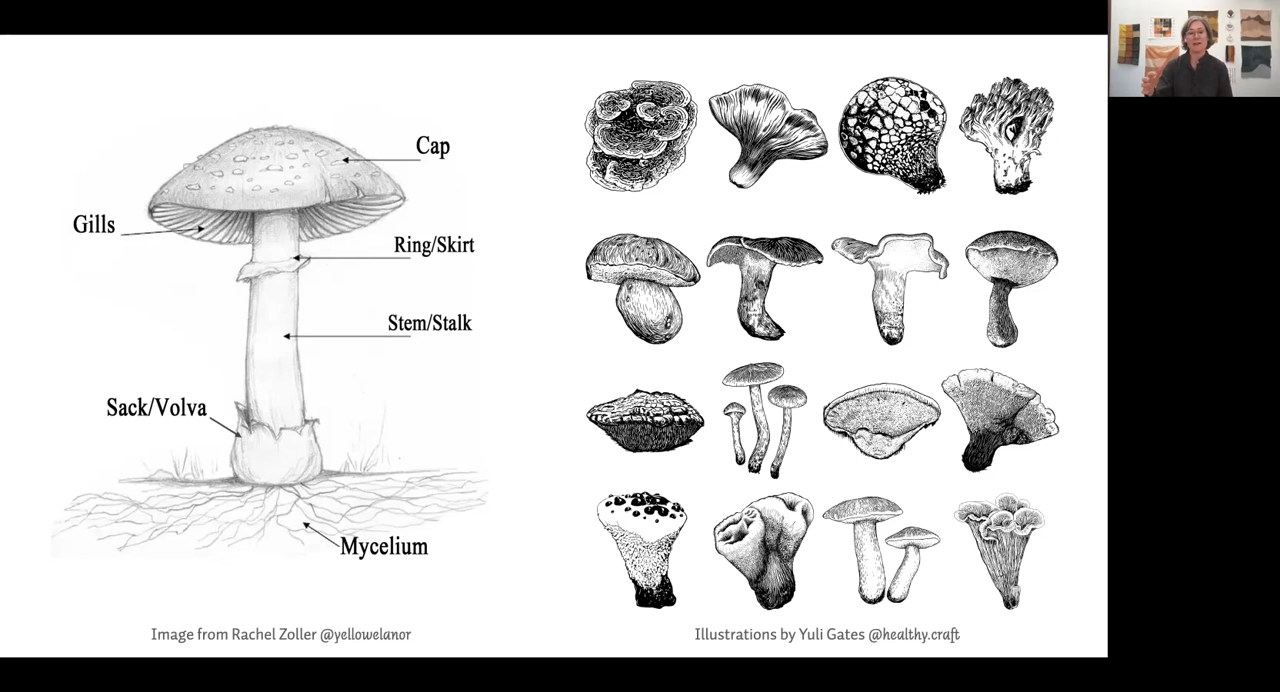 Cap
Gills
Ring/Skirt
Stem/Stalk
Sack/Volva
Mycelium
Image from Rachel Zoller @yellowelanor
Illustrations by Yuli Gates @healthy.craft